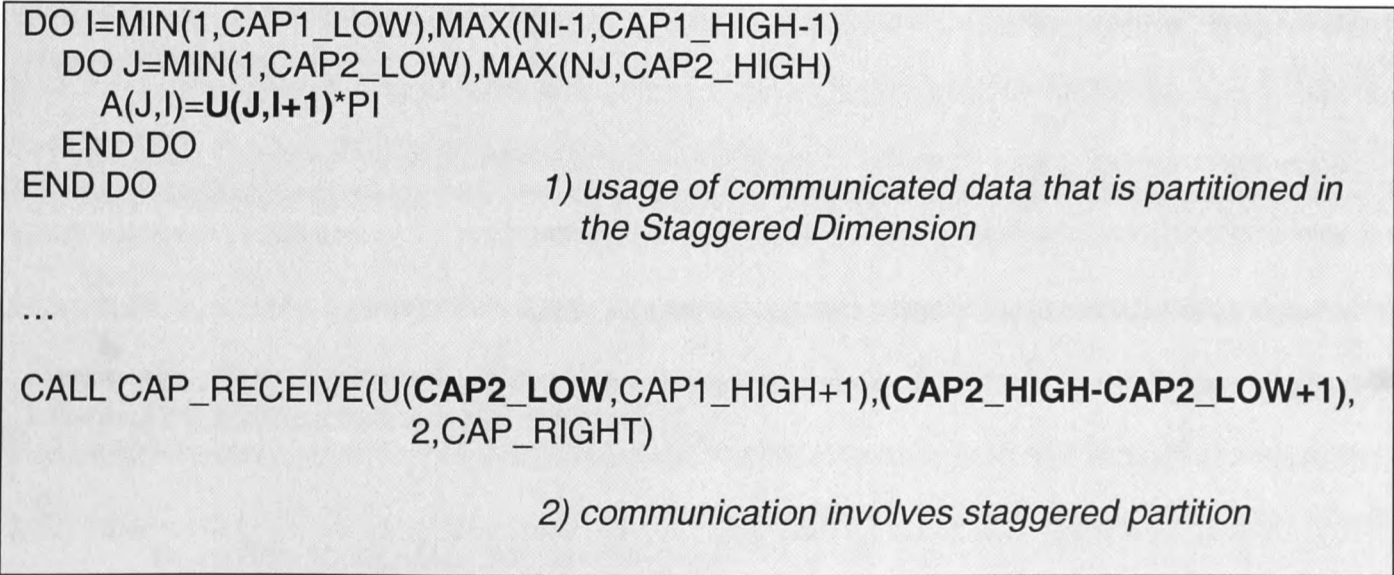 DO I=MIN(1,CAP1_LOW),MAX(NI-1,CAP1_HIGH-1)
DO J=MIN(1,CAP2_LOW),MAX(NJ,CAP2_HIGH)
A(J,I)=U(J,I+1)*PI
END DO
END DO
1) usage of communicated data that is partitioned in
the Staggered Dimension
...
CALL CAP_RECEIVE(U(CAP2_LOW,CAP1_HIGH+1),(CAP2_HIGH-CAP2_LOW+1),
2,CAP_RIGHT)
2) communication involves staggered partition